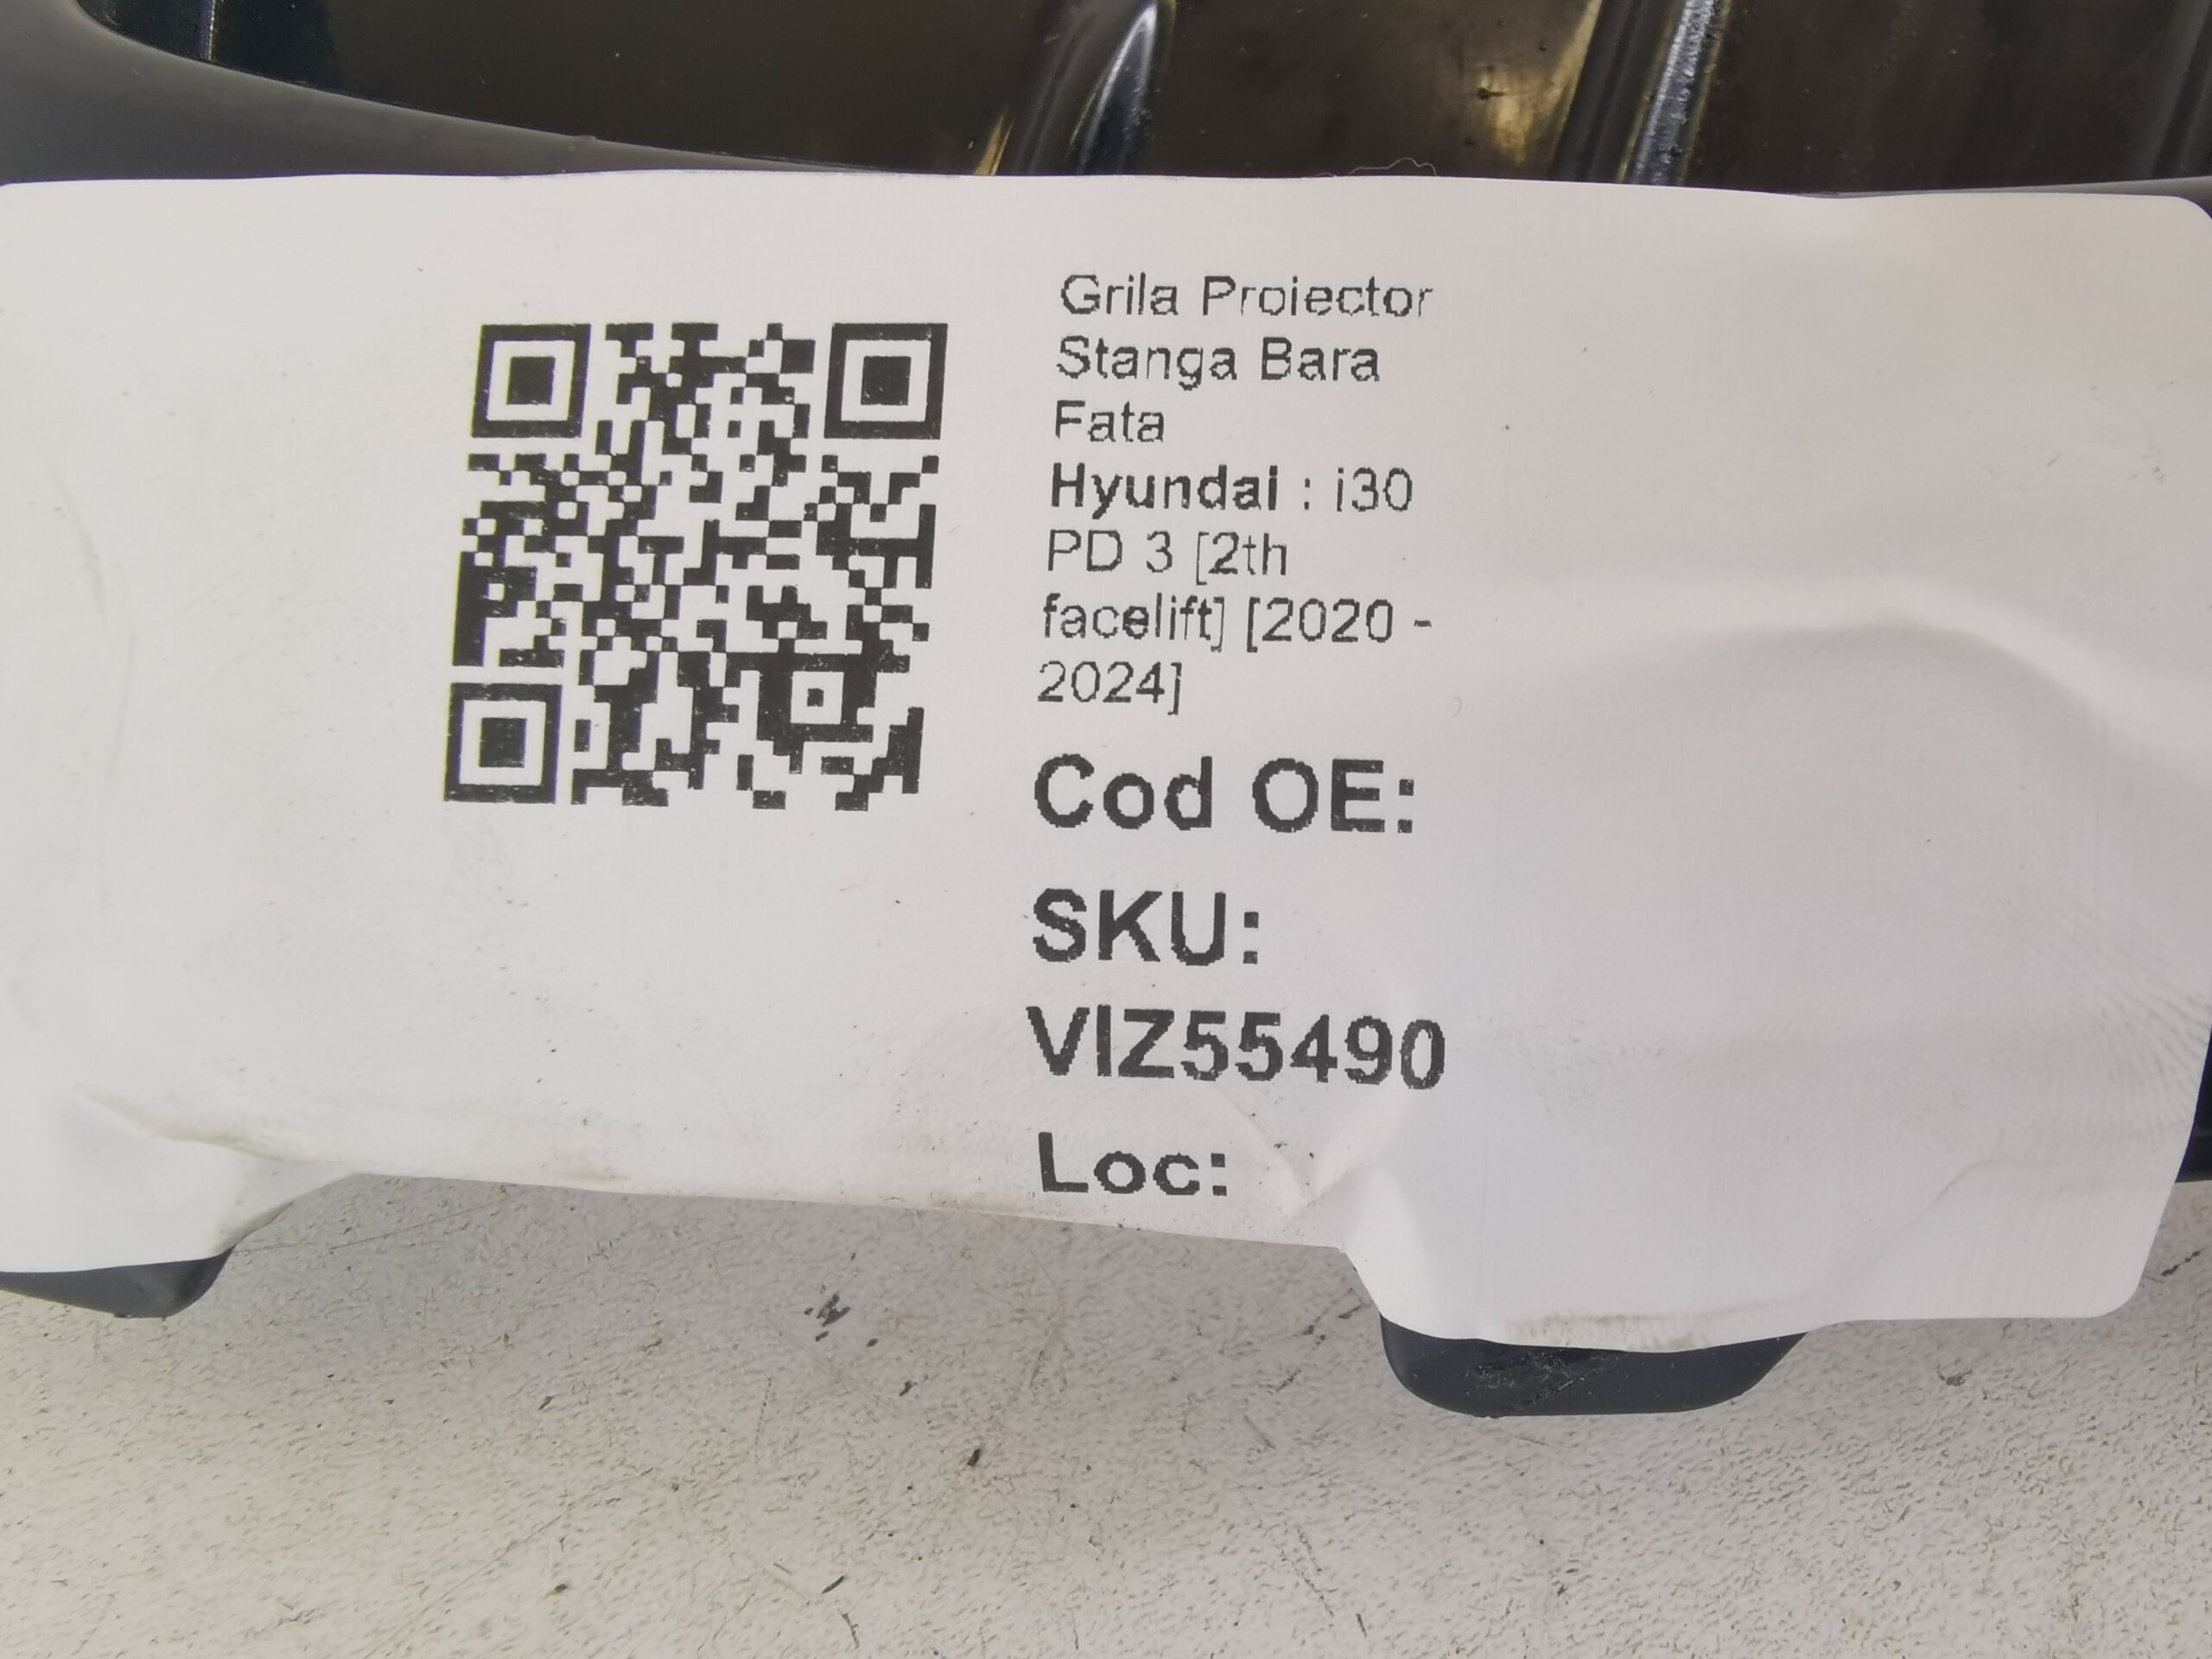 Grila Proiector
Stanga Bara
Fata
Hyundai : i30
PD 3 [2th
facelift] [2020 -
2024]
Cod OE:
SKU:
VIZ55490
Loc: